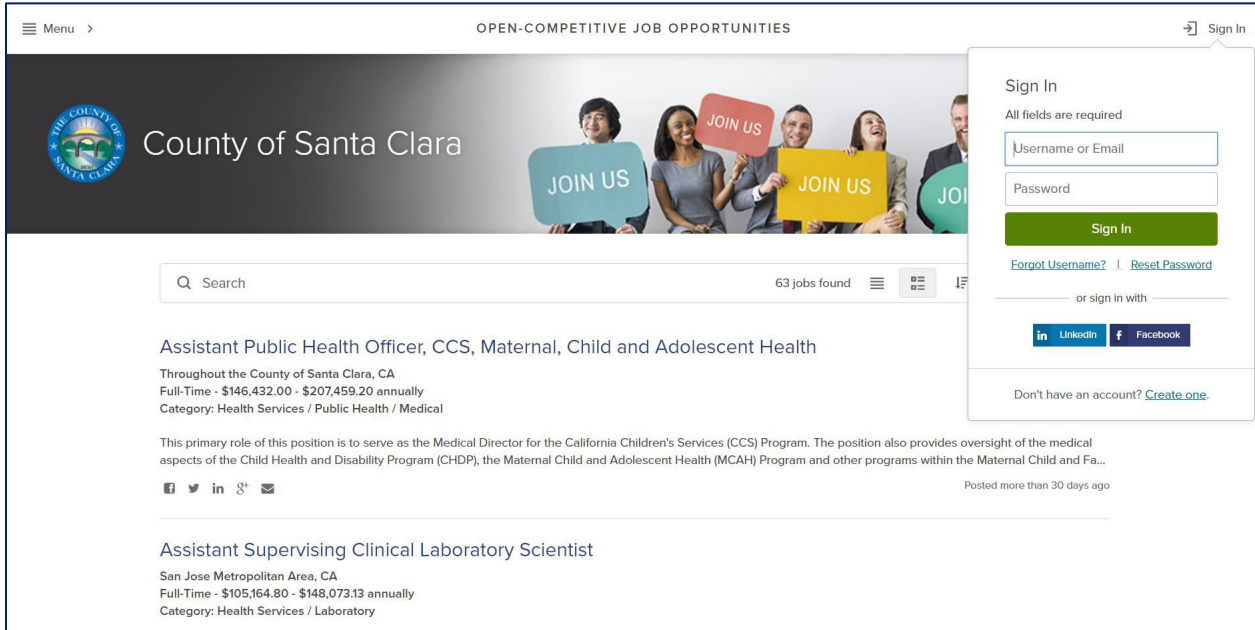 Menu >
OPEN-COMPETITIVE JOB OPPORTUNITIES
Sign In
THE COUNTY OF
SANTA CLARA
County of Santa Clara
JOIN US
JOIN US
JOIN US
JOI
Sign In
All fields are required
Username or Email
Password
Sign In
Forgot Username? | Reset Password
or sign in with
in LinkedIn f Facebook
Don't have an account? Create one.
Search
63 jobs found
Assistant Public Health Officer, CCS, Maternal, Child and Adolescent Health
Throughout the County of Santa Clara, CA
Full-Time - $146,432.00 - $207,459.20 annually
Category: Health Services / Public Health / Medical
This primary role of this position is to serve as the Medical Director for the California Children's Services (CCS) Program. The position also provides oversight of the medical
aspects of the Child Health and Disability Program (CHDP), the Maternal Child and Adolescent Health (MCAH) Program and other programs within the Maternal Child and Fa...
Posted more than 30 days ago
Assistant Supervising Clinical Laboratory Scientist
San Jose Metropolitan Area, CA
Full-Time - $105,164.80 - $148,073.13 annually
Category: Health Services / Laboratory